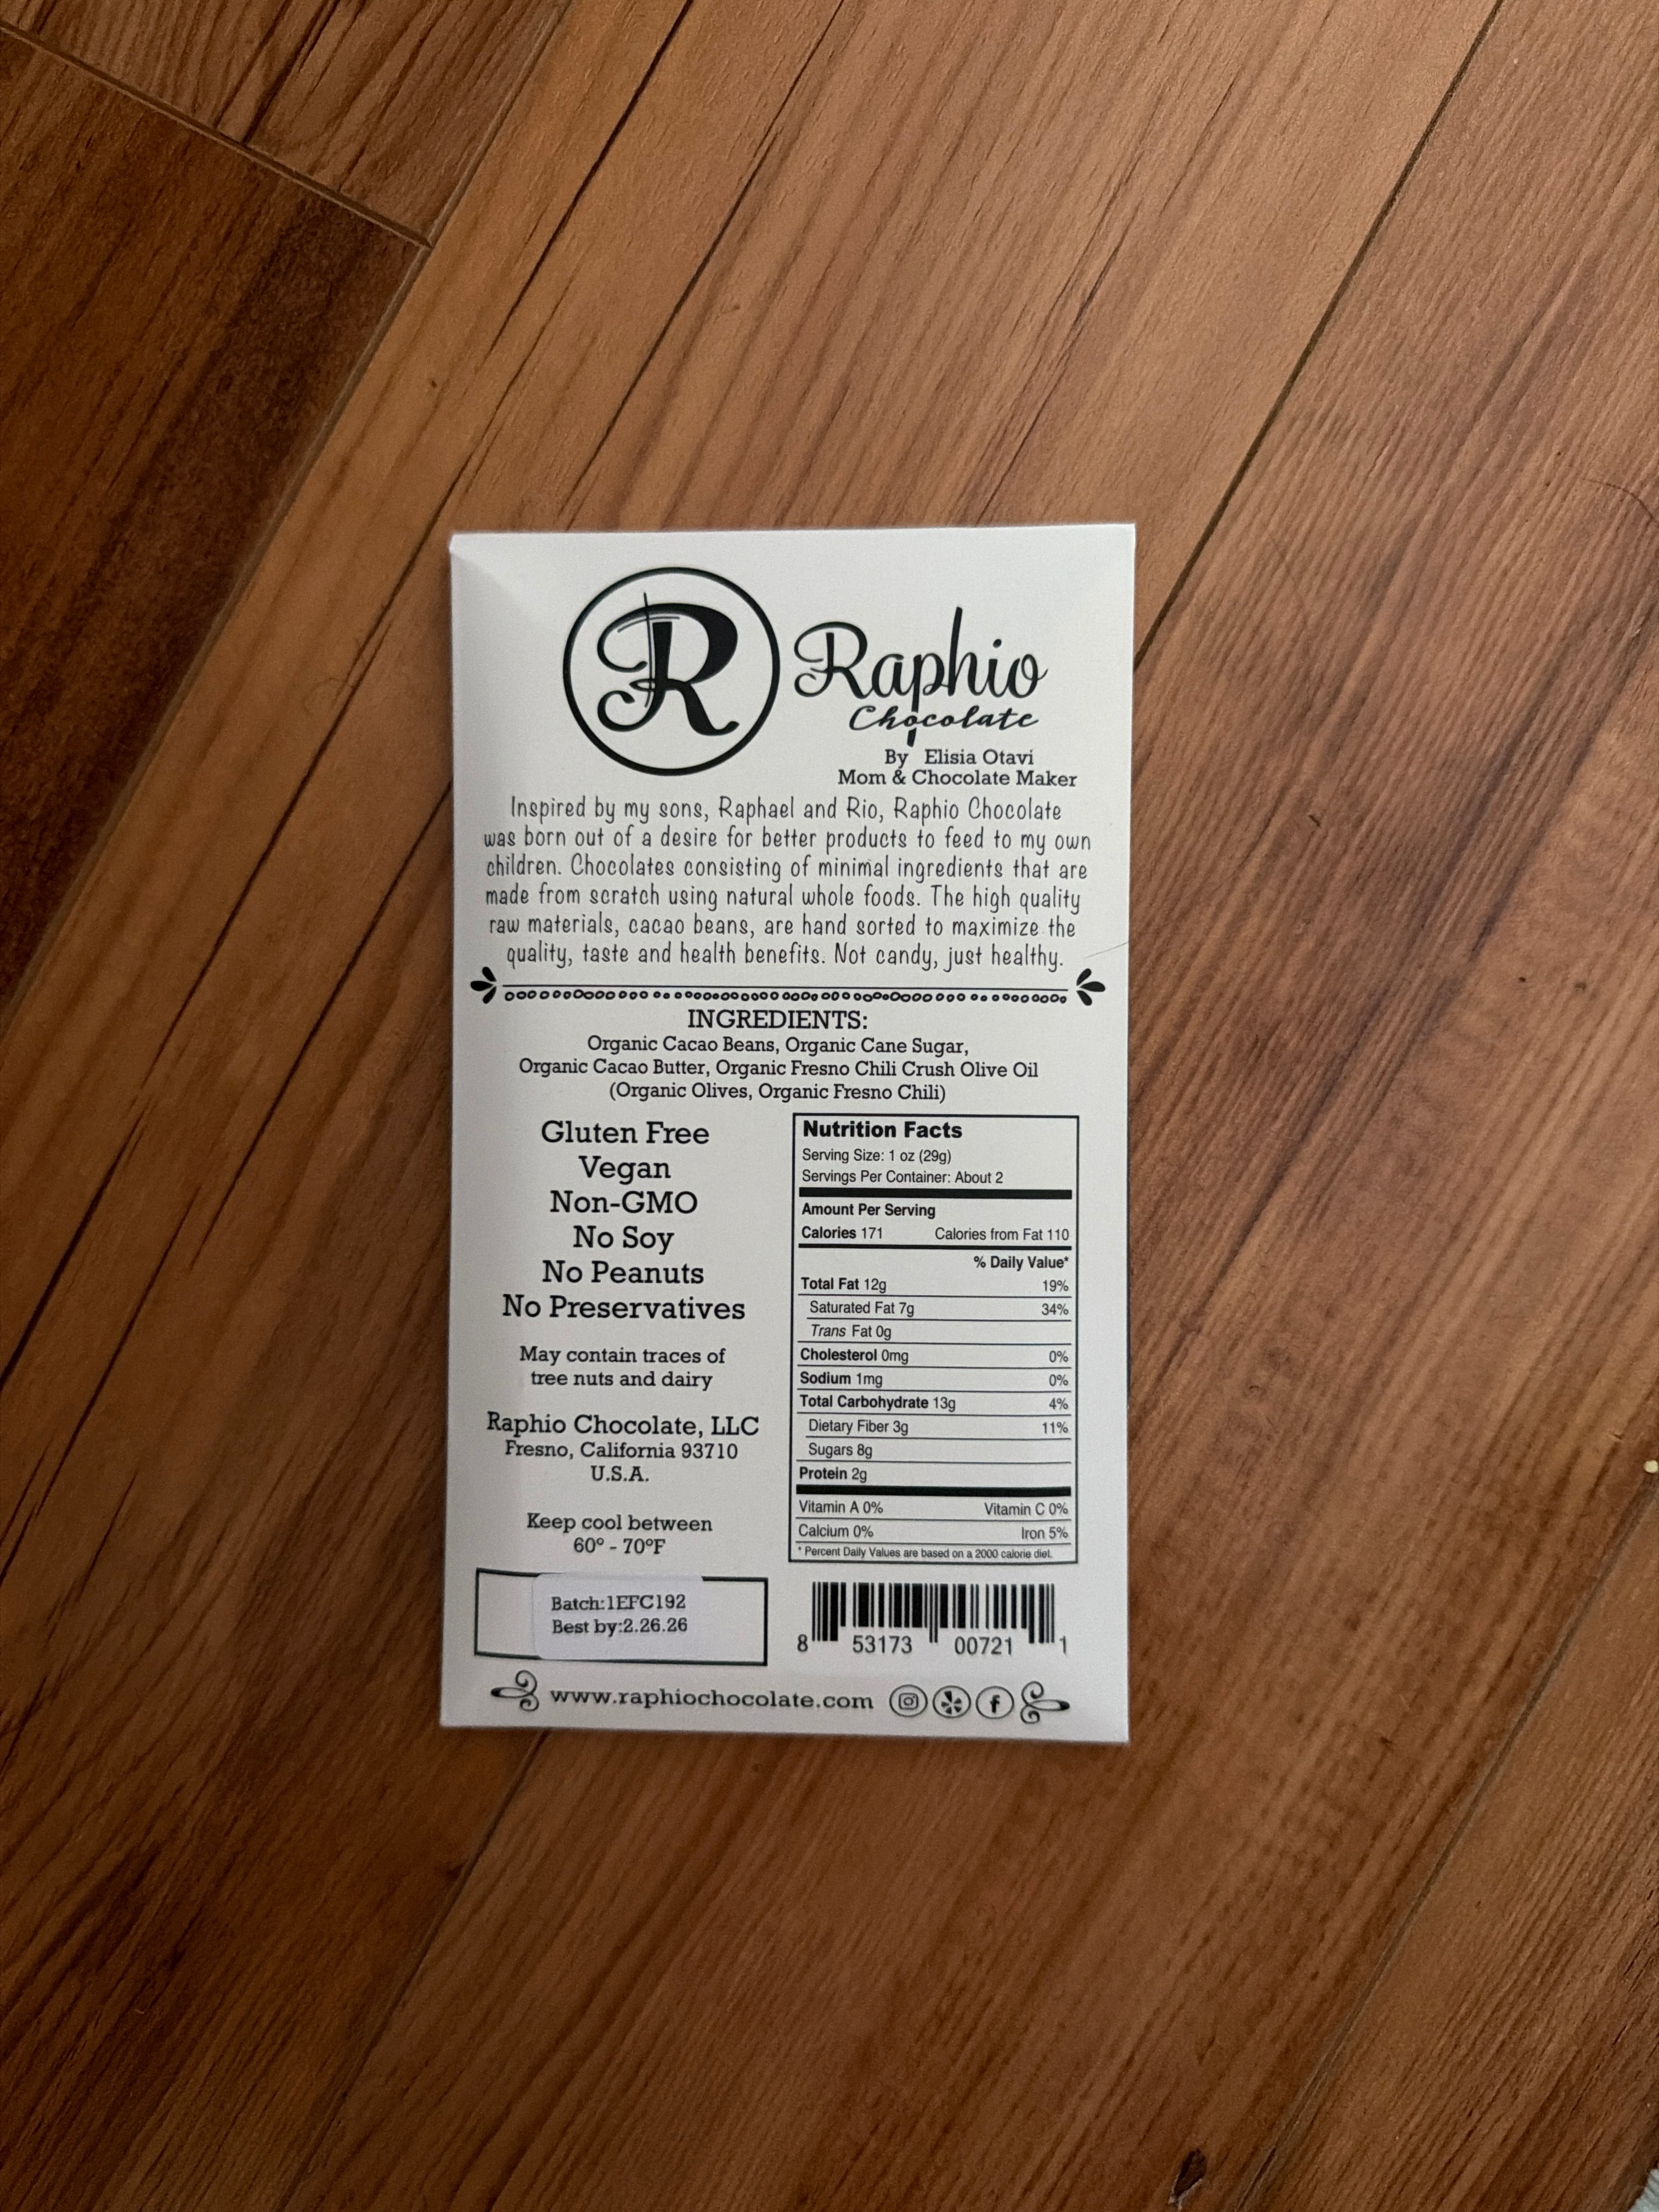 R
Raphio
Chocolate
By Elisia Otavi
Mom & Chocolate Maker
Inspired by my sons, Raphael and Rio, Raphio Chocolate
was born out of a desire for better products to feed to my own
children. Chocolates consisting of minimal ingredients that are
made from scratch using natural whole foods. The high quality
raw materials, cacao beans, are hand sorted to maximize the
quality, taste and health benefits. Not candy, just healthy.
INGREDIENTS:
Organic Cacao Beans, Organic Cane Sugar,
Organic Cacao Butter, Organic Fresno Chili Crush Olive Oil
(Organic Olives, Organic Fresno Chili)
Gluten Free
Vegan
Non-GMO
No Soy
No Peanuts
No Preservatives
May contain traces of
tree nuts and dairy
Raphio Chocolate, LLC
Fresno, California 93710
U.S.A.
Keep cool between
60° - 70°F
Batch:1EFC192
Best by:2.26.26
Nutrition Facts
Serving Size: 1 oz (29g)
Servings Per Container: About 2
Amount Per Serving
Calories 171 Calories from Fat 110
% Daily Value*
Total Fat 12g 19%
Saturated Fat 7g 34%
Trans Fat 0g
Cholesterol 0mg 0%
Sodium 1mg 0%
Total Carbohydrate 13g 4%
Dietary Fiber 3g 11%
Sugars 8g
Protein 2g
Vitamin A 0% Vitamin C 0%
Calcium 0% Iron 5%
* Percent Daily Values are based on a 2000 calorie diet.
8 53173 00721 1
www.raphiochocolate.com